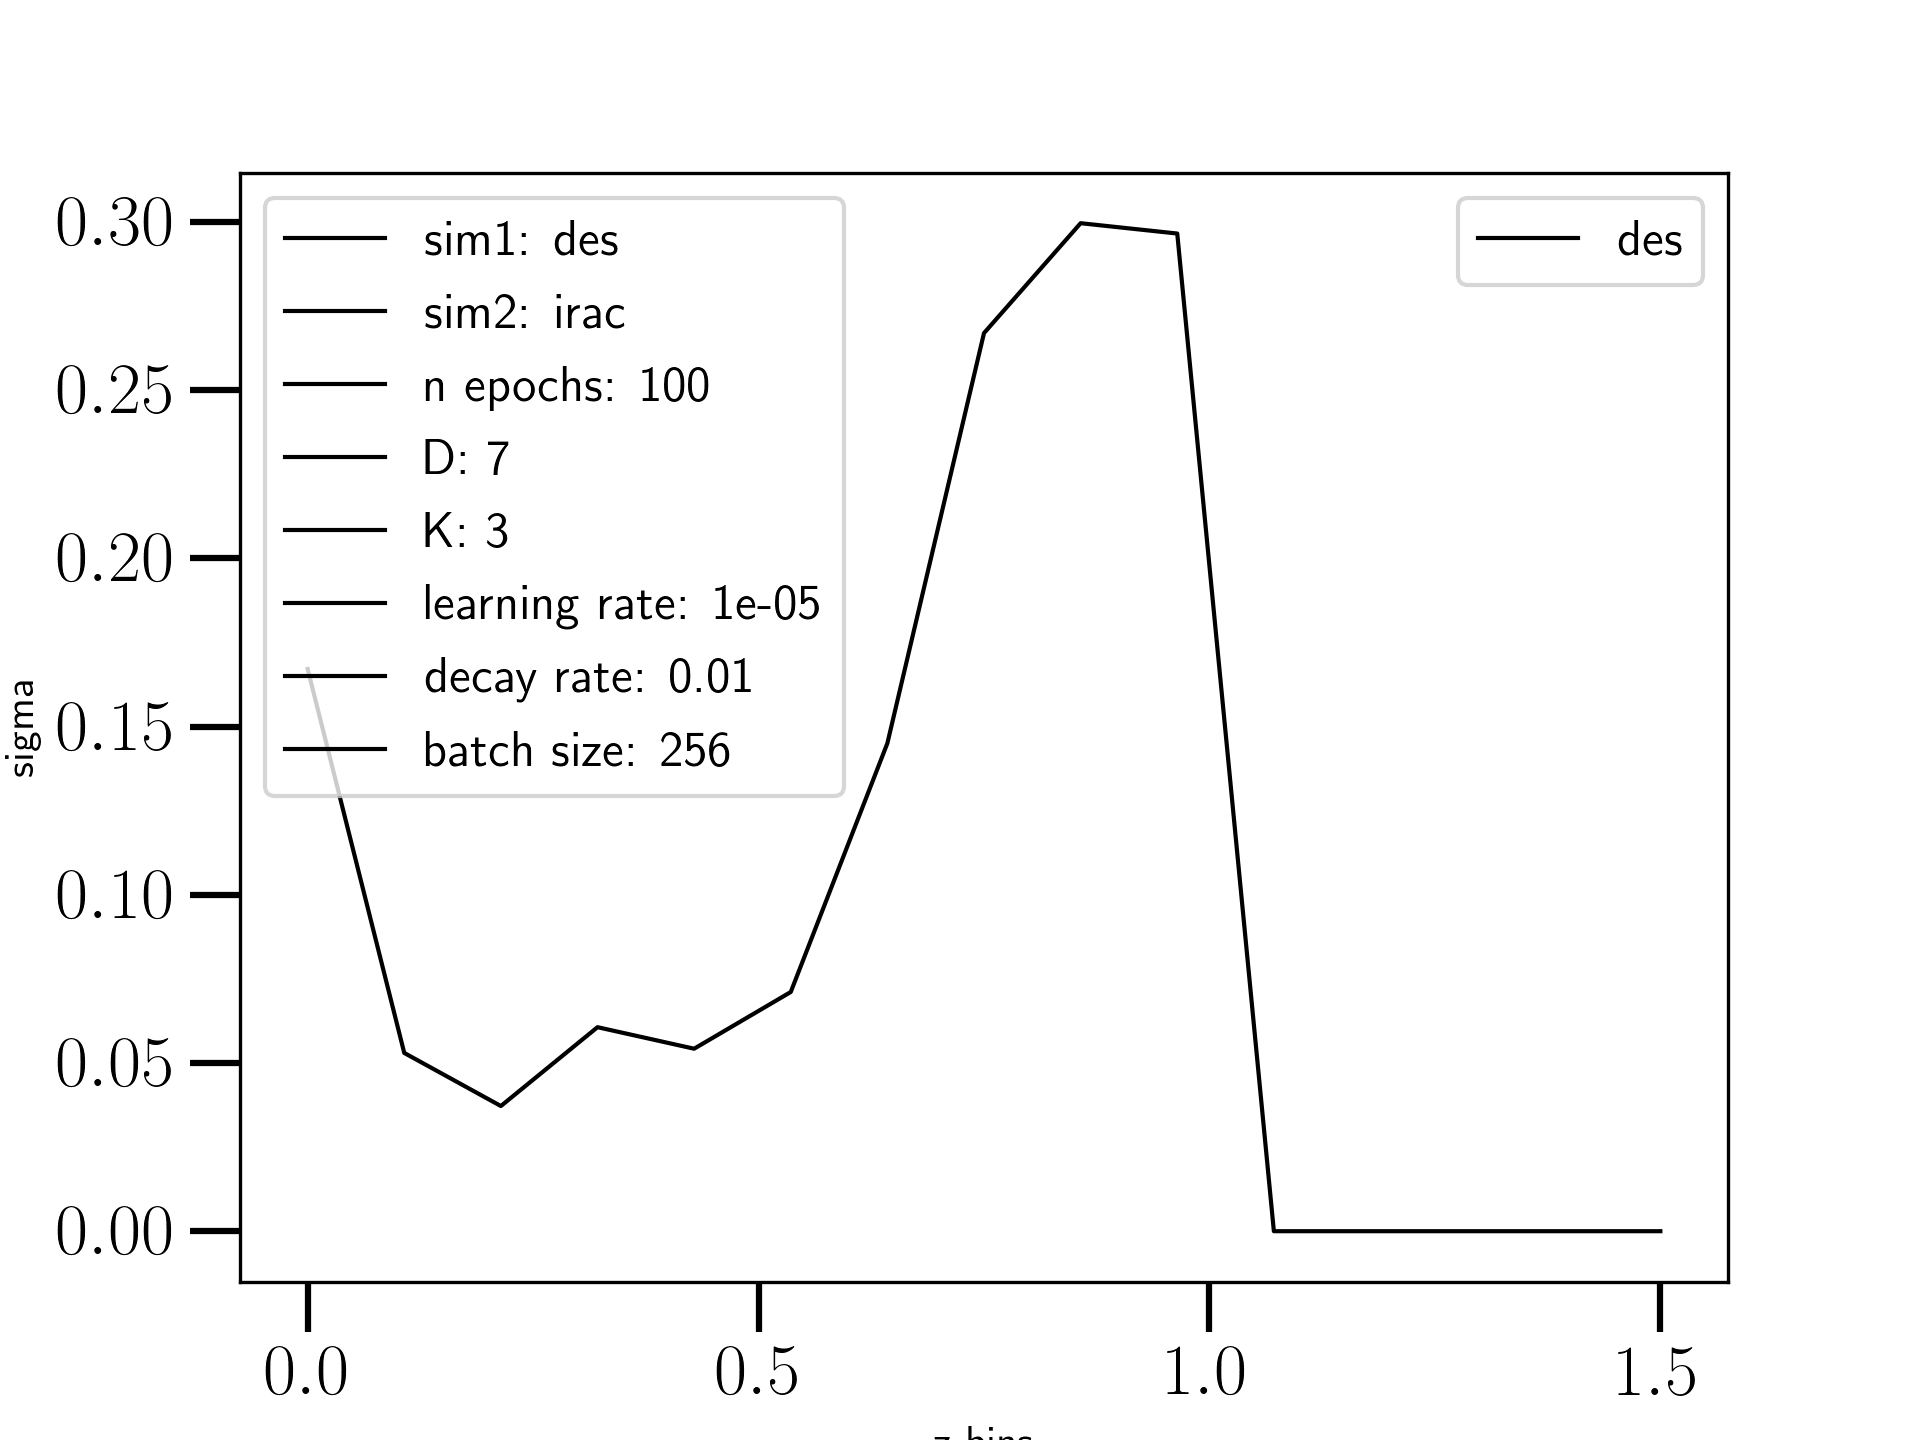 sim1: des
sim2: irac
n epochs: 100
D: 7
K: 3
learning rate: 1e-05
decay rate: 0.01
batch size: 256
des
0.30
0.25
0.20
0.15
0.10
0.05
0.00
sigma
0.0 0.5 1.0 1.5
z bins